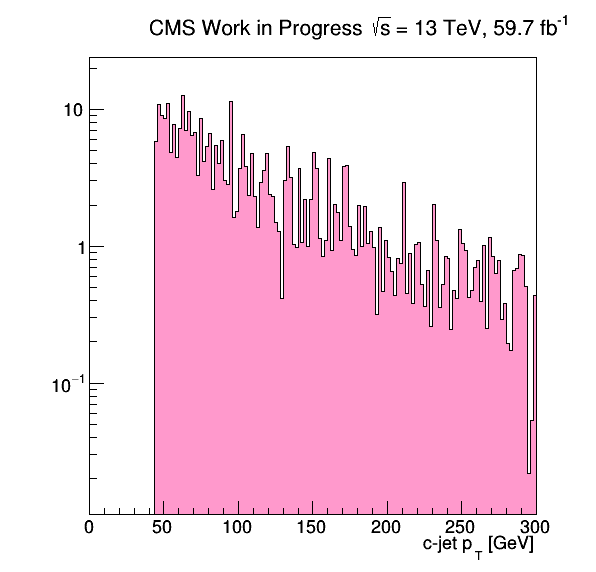 CMS Work in Progress √s = 13 TeV, 59.7 fb⁻¹
10
1
10⁻¹
0 50 100 150 200 250 300
c-jet p_T [GeV]